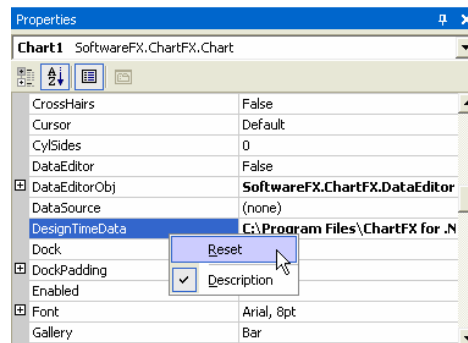 Properties
Chart1 SoftwareFX.ChartFX.Chart
CrossHairs False
Cursor Default
CylSides 0
DataEditor False
DataEditorObj SoftwareFX.ChartFX.DataEditor
DataSource (none)
DesignTimeData C:\Program Files\ChartFX for .N
Dock
Reset
DockPadding
Description
Enabled
Font Arial, 8pt
Gallery Bar